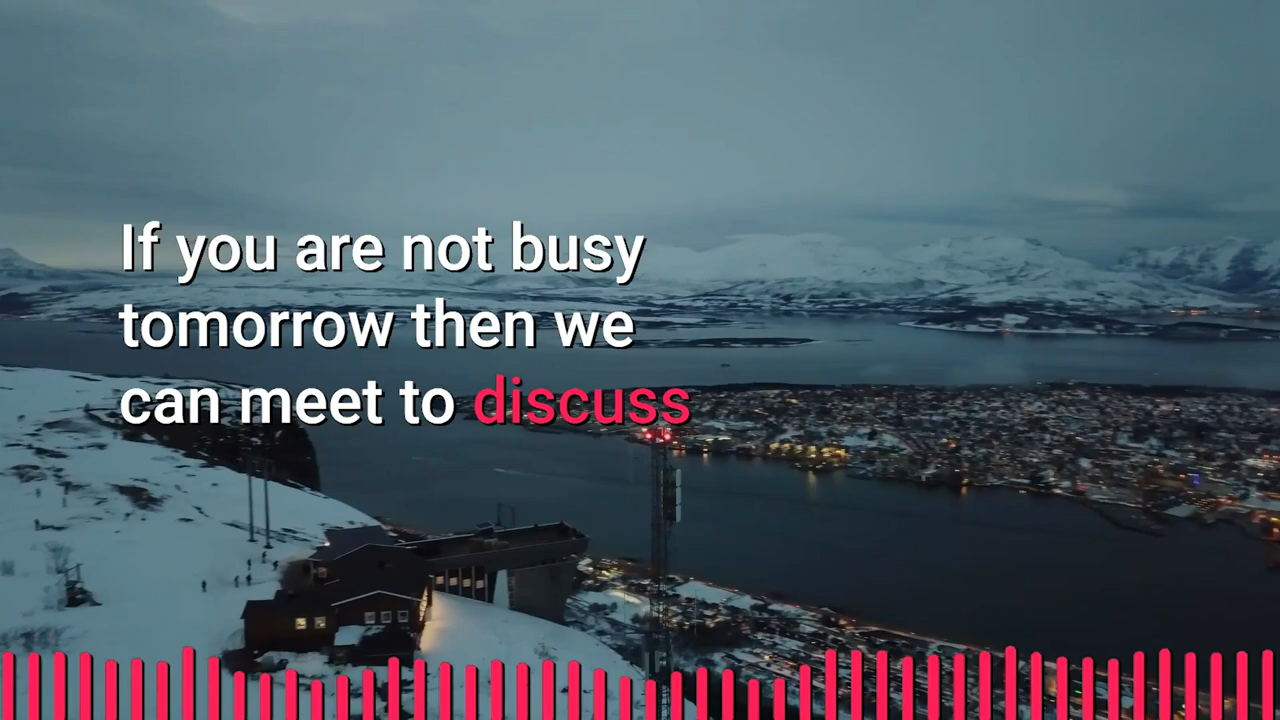 If you are not busy
tomorrow then we
can meet to discuss